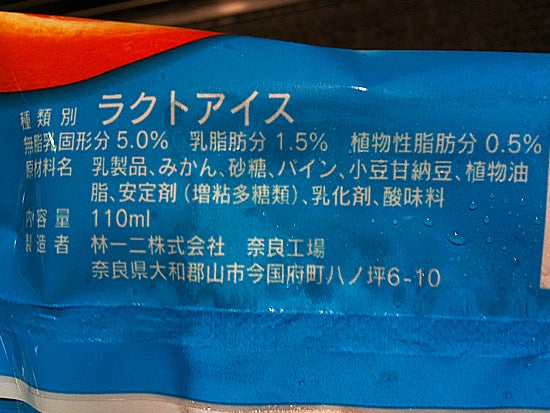 種類別 ラクトアイス
無脂乳固形分 5.0% 乳脂肪分 1.5% 植物性脂肪分 0.5%
原材料名 乳製品、みかん、砂糖、パイン、小豆甘納豆、植物油
脂、安定剤(増粘多糖類)、乳化剤、酸味料
内容量 110ml
製造者 林一二株式会社 奈良工場
奈良県大和郡山市今国府町八ノ坪6-10